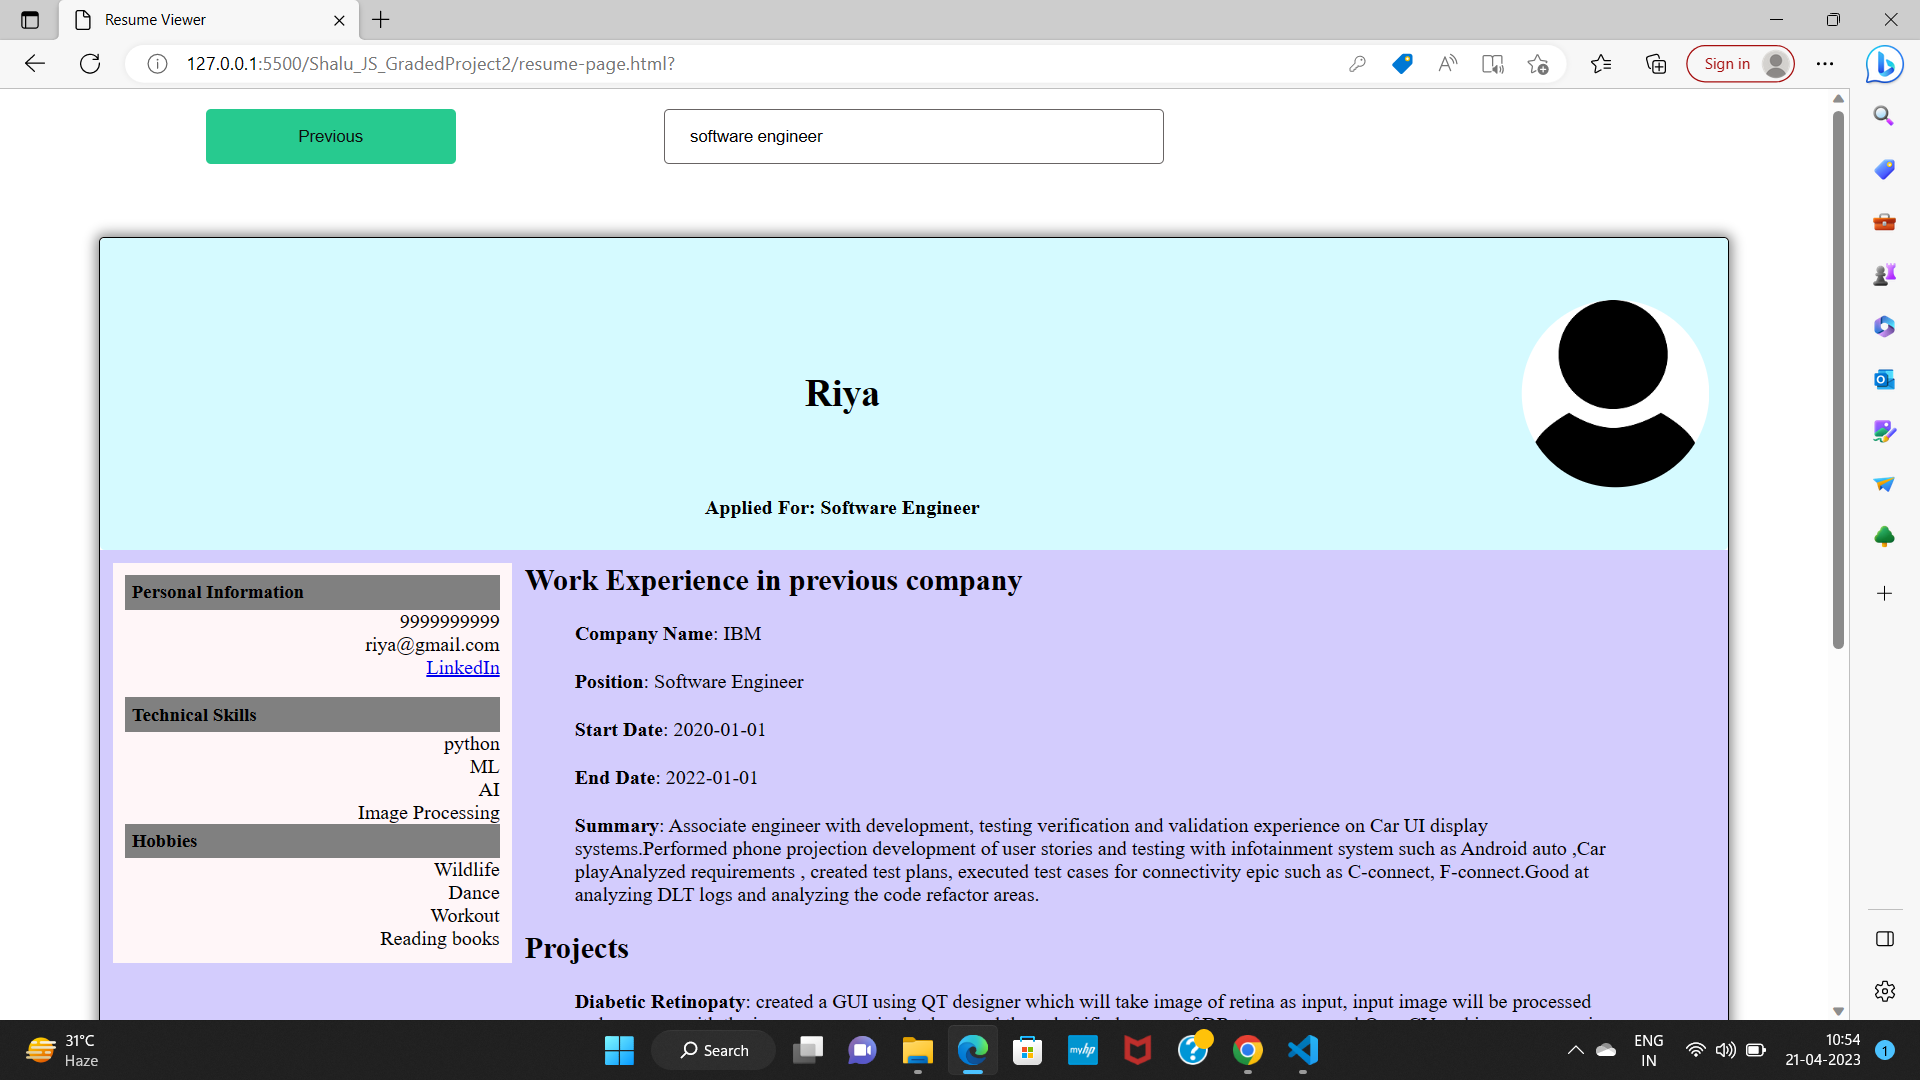 Resume Viewer
127.0.0.1:5500/Shalu_JS_GradedProject2/resume-page.html?
Sign in
Previous
software engineer
Riya
Applied For: Software Engineer
Personal Information
9999999999
riya@gmail.com
LinkedIn
Technical Skills
python
ML
AI
Image Processing
Hobbies
Wildlife
Dance
Workout
Reading books
Work Experience in previous company
Company Name: IBM
Position: Software Engineer
Start Date: 2020-01-01
End Date: 2022-01-01
Summary: Associate engineer with development, testing verification and validation experience on Car UI display
systems.Performed phone projection development of user stories and testing with infotainment system such as Android auto ,Car
playAnalyzed requirements , created test plans, executed test cases for connectivity epic such as C-connect, F-connect.Good at
analyzing DLT logs and analyzing the code refactor areas.
Projects
Diabetic Retinopaty: created a GUI using QT designer which will take image of retina as input, input image will be processed
31°C
Haze
Search
myhp
ENG
IN
10:54
21-04-2023
1